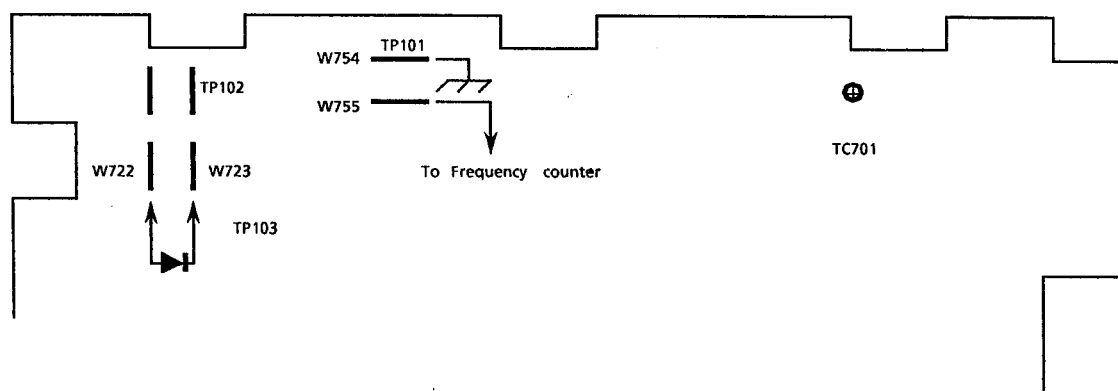 W754
TP101
TP102
W755
W722
W723
To Frequency counter
TC701
TP103